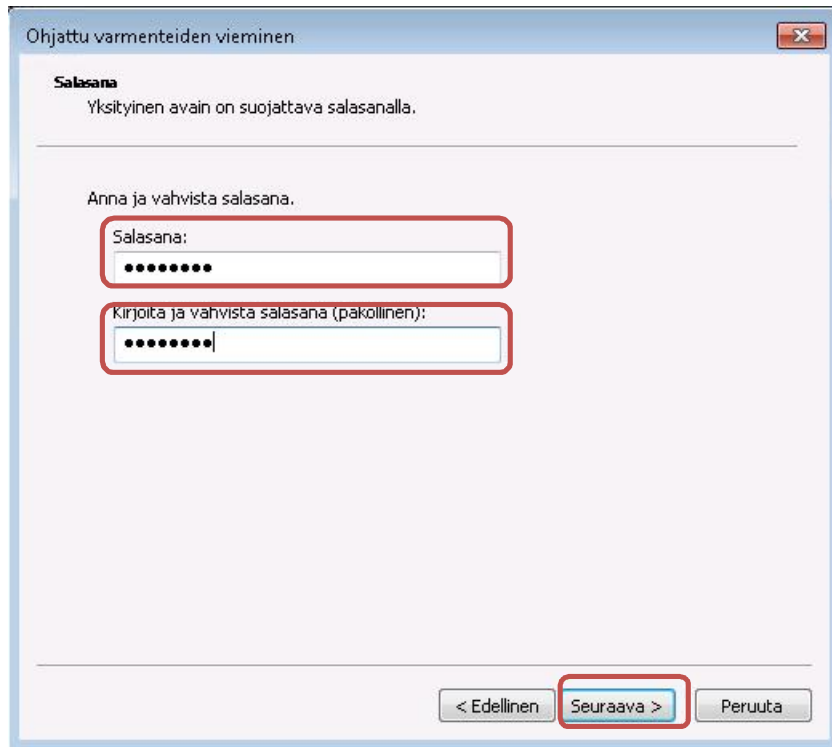 Ohjattu varmenteiden vieminen
Salasana
Yksityinen avain on suojattava salasanalla.
Anna ja vahvista salasana.
Salasana:
●●●●●●●●
Kirjoita ja vahvista salasana (pakollinen):
●●●●●●●●
< Edellinen
Seuraava >
Peruuta